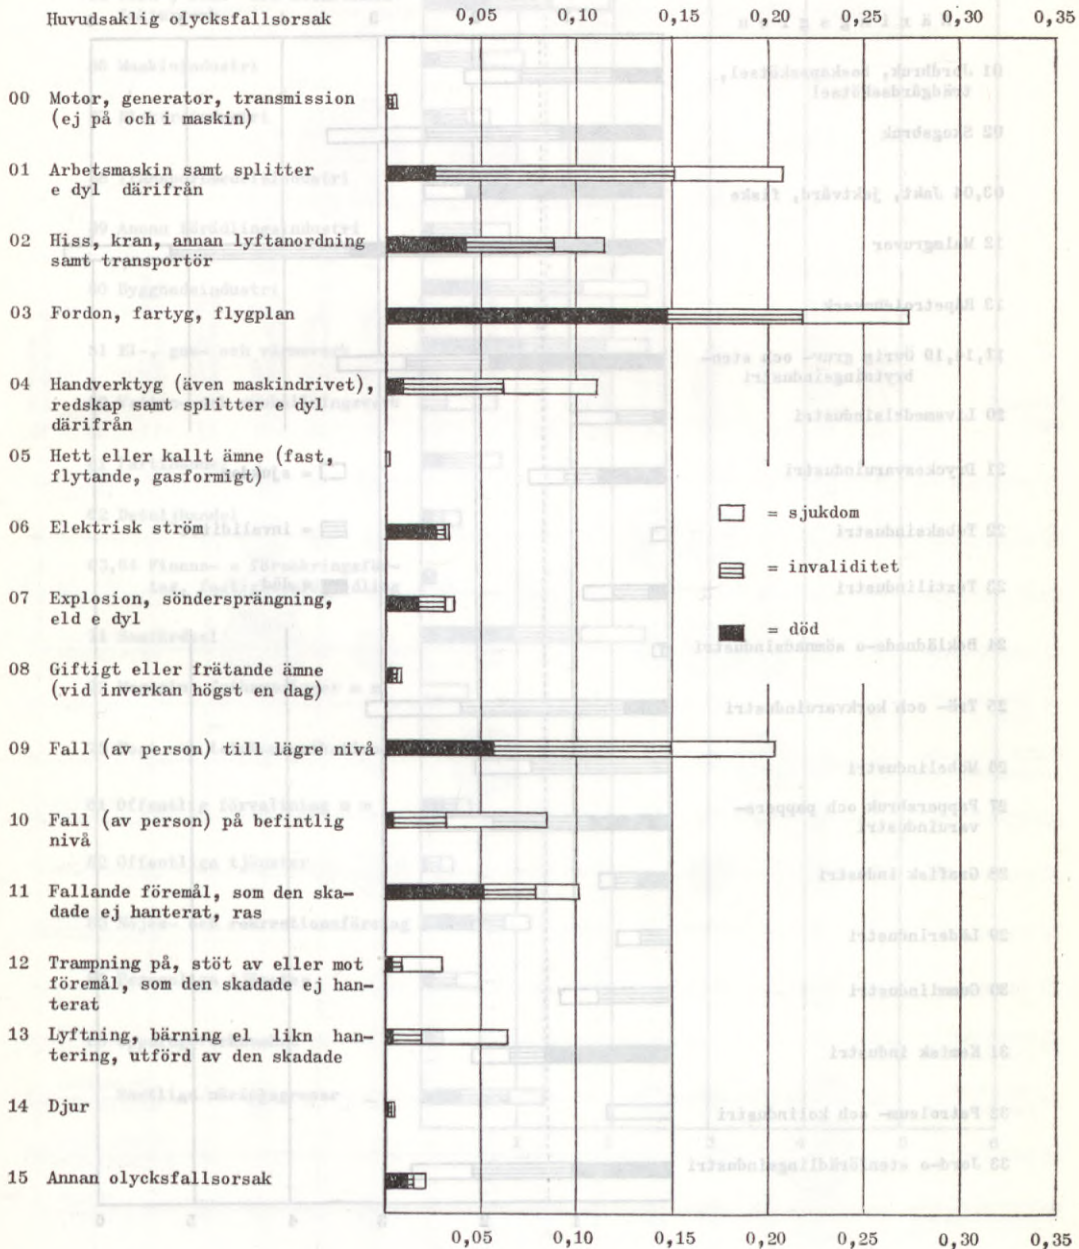 Huvudsaklig olycksfallsorsak
0,05 0,10 0,15 0,20 0,25 0,30 0,35
00 Motor, generator, transmission
(ej på och i maskin)
01 Arbetsmaskin samt splitter
e dyl därifrån
02 Hiss, kran, annan lyftanordning
samt transportör
03 Fordon, fartyg, flygplan
04 Handverktyg (även maskindrivet),
redskap samt splitter e dyl
därifrån
05 Hett eller kallt ämne (fast,
flytande, gasformigt)
06 Elektrisk ström
07 Explosion, söndersprängning,
eld e dyl
08 Giftigt eller frätande ämne
(vid inverkan högst en dag)
09 Fall (av person) till lägre nivå
10 Fall (av person) på befintlig
nivå
11 Fallande föremål, som den ska-
dade ej hanterat, ras
12 Trampning på, stöt av eller mot
föremål, som den skadade ej han-
terat
13 Lyftning, bärning el likn han-
tering, utförd av den skadade
14 Djur
15 Annan olycksfallsorsak
= sjukdom
= invaliditet
= död
0,05 0,10 0,15 0,20 0,25 0,30 0,35